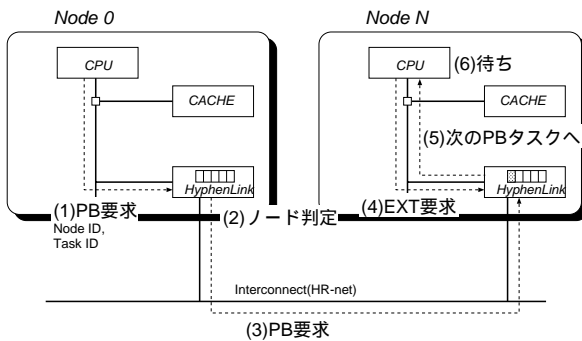 Node 0
Node N
CPU
CPU
(6)待ち
CACHE
CACHE
(5)次のPBタスクへ
HyphenLink
HyphenLink
(1)PB要求
(2)ノード判定
(4)EXT要求
Node ID,
Task ID
Interconnect(HR-net)
(3)PB要求